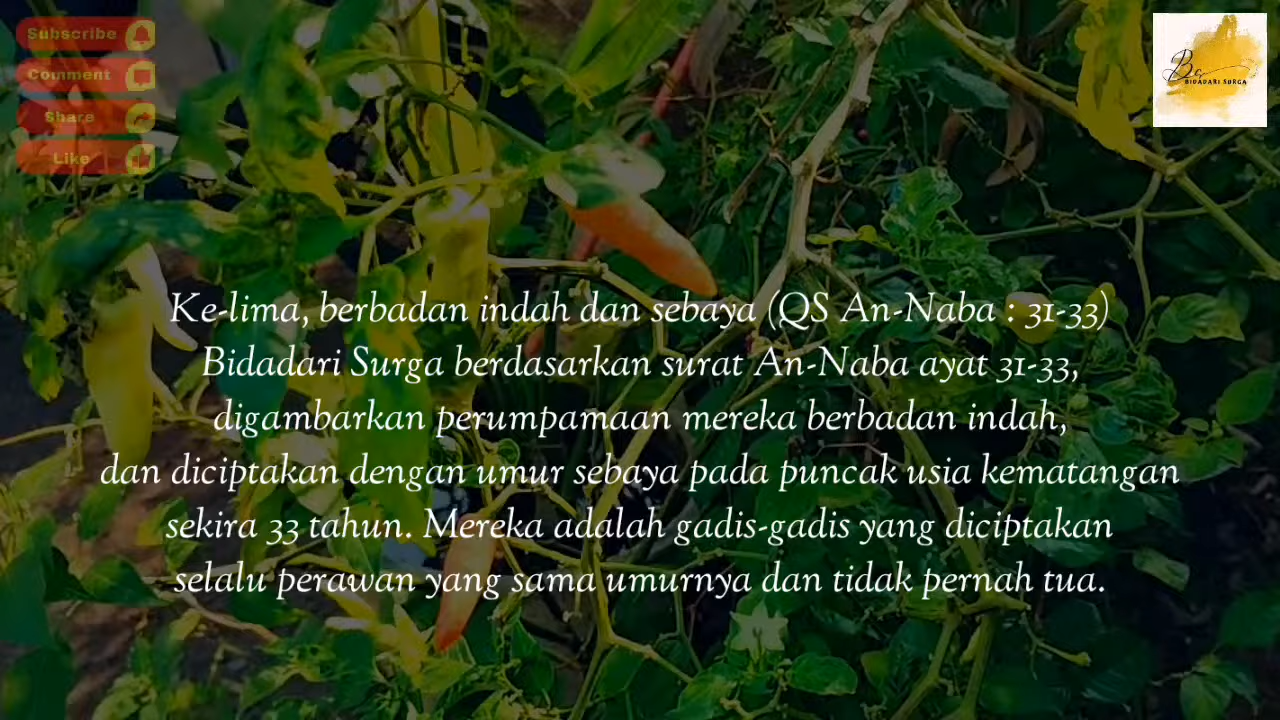 Subscribe
Comment
Share
Like
Bs
BIDADARI SURGA
Ke-lima, berbadan indah dan sebaya (QS An-Naba : 31-33)
Bidadari Surga berdasarkan surat An-Naba ayat 31-33,
digambarkan perumpamaan mereka berbadan indah,
dan diciptakan dengan umur sebaya pada puncak usia kematangan
sekira 33 tahun. Mereka adalah gadis-gadis yang diciptakan
selalu perawan yang sama umurnya dan tidak pernah tua.